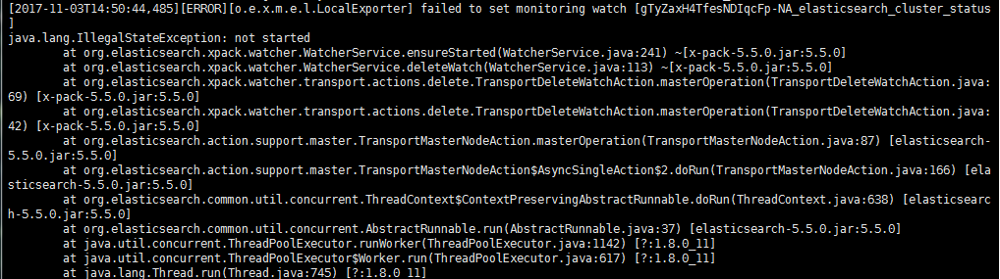 [2017-11-03T14:50:44,485][ERROR][o.e.x.m.e.l.LocalExporter] failed to set monitoring watch [gTyZaxH4TfesNDIqcFp-NA_elasticsearch_cluster_status
]
java.lang.IllegalStateException: not started
at org.elasticsearch.xpack.watcher.WatcherService.ensureStarted(WatcherService.java:241) ~[x-pack-5.5.0.jar:5.5.0]
at org.elasticsearch.xpack.watcher.WatcherService.deleteWatch(WatcherService.java:113) ~[x-pack-5.5.0.jar:5.5.0]
at org.elasticsearch.xpack.watcher.transport.actions.delete.TransportDeleteWatchAction.masterOperation(TransportDeleteWatchAction.java:
69) [x-pack-5.5.0.jar:5.5.0]
at org.elasticsearch.xpack.watcher.transport.actions.delete.TransportDeleteWatchAction.masterOperation(TransportDeleteWatchAction.java:
42) [x-pack-5.5.0.jar:5.5.0]
at org.elasticsearch.action.support.master.TransportMasterNodeAction.masterOperation(TransportMasterNodeAction.java:87) [elasticsearch-
5.5.0.jar:5.5.0]
at org.elasticsearch.action.support.master.TransportMasterNodeAction$AsyncSingleAction$2.doRun(TransportMasterNodeAction.java:166) [ela
sticsearch-5.5.0.jar:5.5.0]
at org.elasticsearch.common.util.concurrent.ThreadContext$ContextPreservingAbstractRunnable.doRun(ThreadContext.java:638) [elasticsearc
h-5.5.0.jar:5.5.0]
at org.elasticsearch.common.util.concurrent.AbstractRunnable.run(AbstractRunnable.java:37) [elasticsearch-5.5.0.jar:5.5.0]
at java.util.concurrent.ThreadPoolExecutor.runWorker(ThreadPoolExecutor.java:1142) [?:1.8.0_11]
at java.util.concurrent.ThreadPoolExecutor$Worker.run(ThreadPoolExecutor.java:617) [?:1.8.0_11]
at java.lang.Thread.run(Thread.java:745) [?:1.8.0_11]